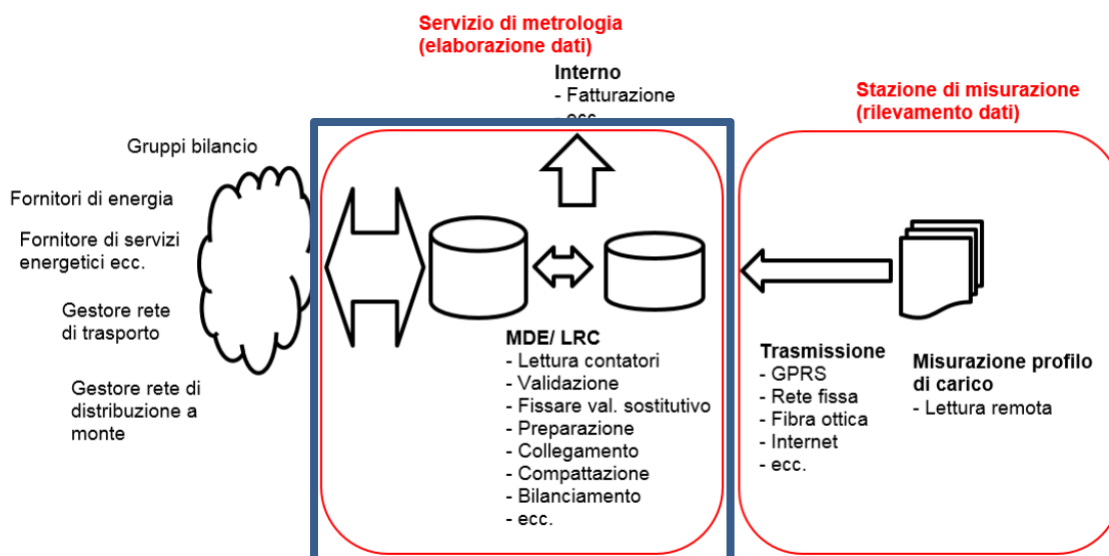 Servizio di metrologia
(elaborazione dati)
Interno
- Fatturazione
- ecc.
Stazione di misurazione
(rilevamento dati)
Gruppi bilancio
Fornitori di energia
Fornitore di servizi
energetici ecc.
Gestore rete
di trasporto
Gestore rete di
distribuzione a
monte
MDE/ LRC
- Lettura contatori
- Validazione
- Fissare val. sostitutivo
- Preparazione
- Collegamento
- Compattazione
- Bilanciamento
- ecc.
Trasmissione
- GPRS
- Rete fissa
- Fibra ottica
- Internet
- ecc.
Misurazione profilo
di carico
- Lettura remota